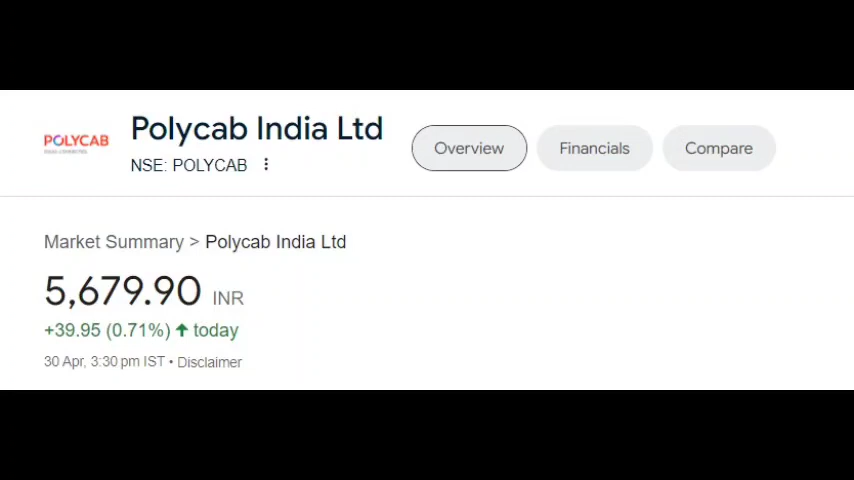 POLYCAB
Polycab India Ltd
NSE: POLYCAB
Overview
Financials
Compare
Market Summary > Polycab India Ltd
5,679.90 INR
+39.95 (0.71%) ↑ today
30 Apr, 3:30 pm IST • Disclaimer